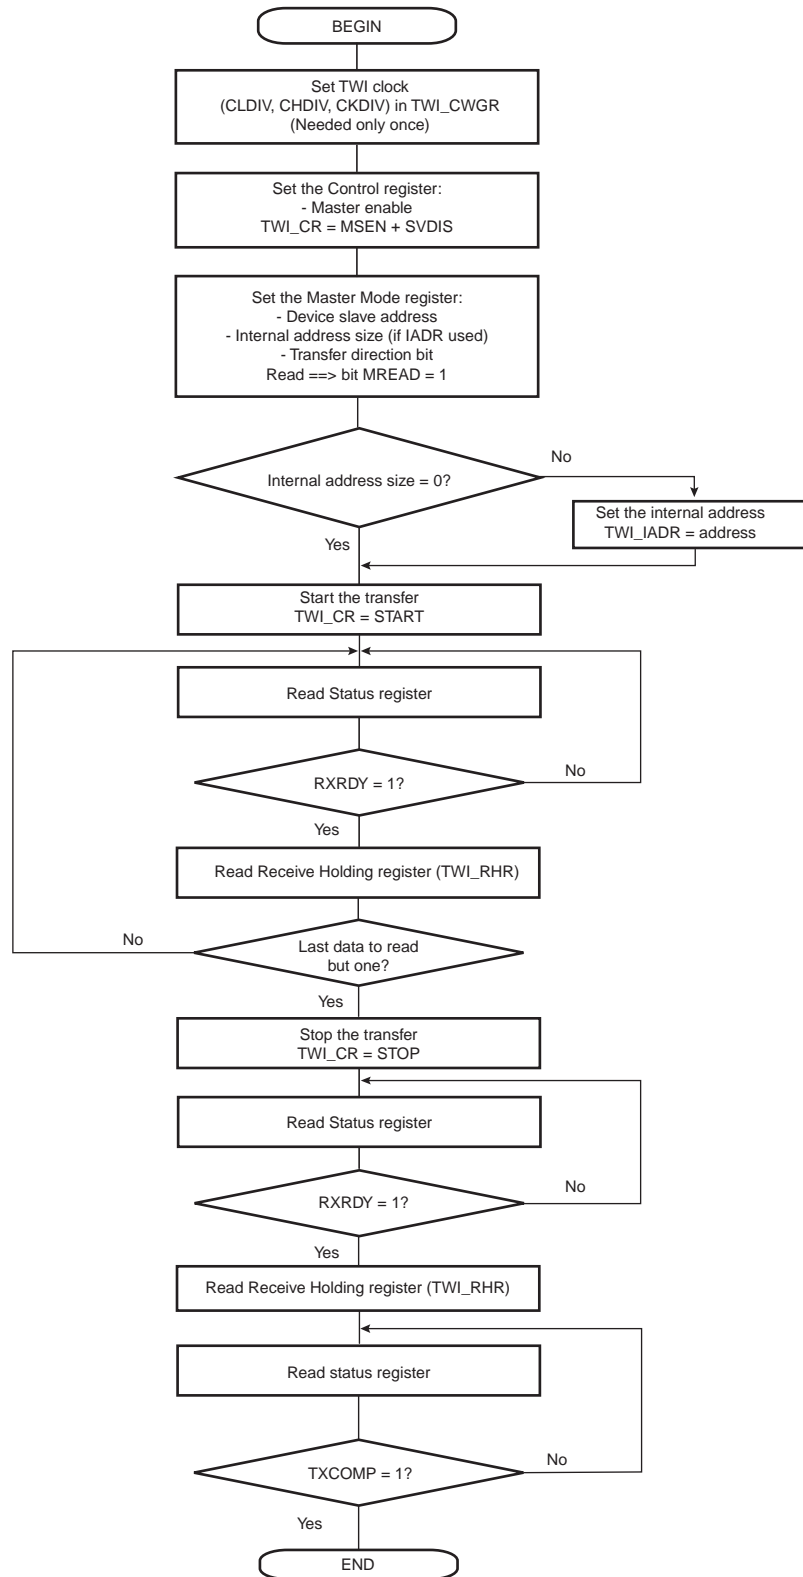 BEGIN
Set TWI clock
(CLDIV, CHDIV, CKDIV) in TWI_CWGR
(Needed only once)
Set the Control register:
- Master enable
TWI_CR = MSEN + SVDIS
Set the Master Mode register:
- Device slave address
- Internal address size (if IADR used)
- Transfer direction bit
Read ==> bit MREAD = 1
Internal address size = 0?
No
Set the internal address
TWI_IADR = address
Yes
Start the transfer
TWI_CR = START
Read Status register
RXRDY = 1?
No
Yes
Read Receive Holding register (TWI_RHR)
No
Last data to read
but one?
Yes
Stop the transfer
TWI_CR = STOP
Read Status register
RXRDY = 1?
No
Yes
Read Receive Holding register (TWI_RHR)
Read status register
TXCOMP = 1?
No
Yes
END